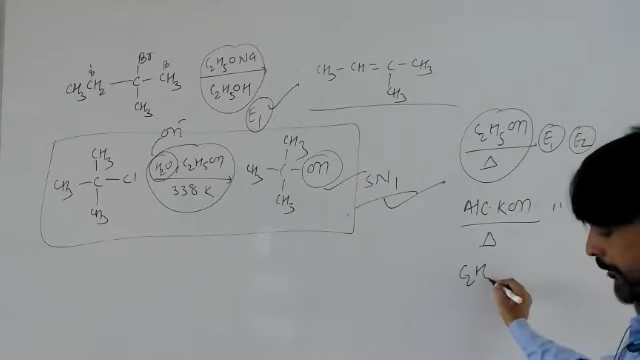 Br C₂H₅ONa
CH₃ CH₂ — C — CH₃ C₂H₅OH CH₃ — CH = C — CH₃
CH₃ CH₃
E₁
OH⁻
CH₃ CH₃ C₂H₅OH E₁ E₂
CH₃ — C — Cl H₂O, C₂H₅OH — C — OH SN₁ Δ
338 K
CH₃ CH₃ Alc. KOH "
Δ
C₂H